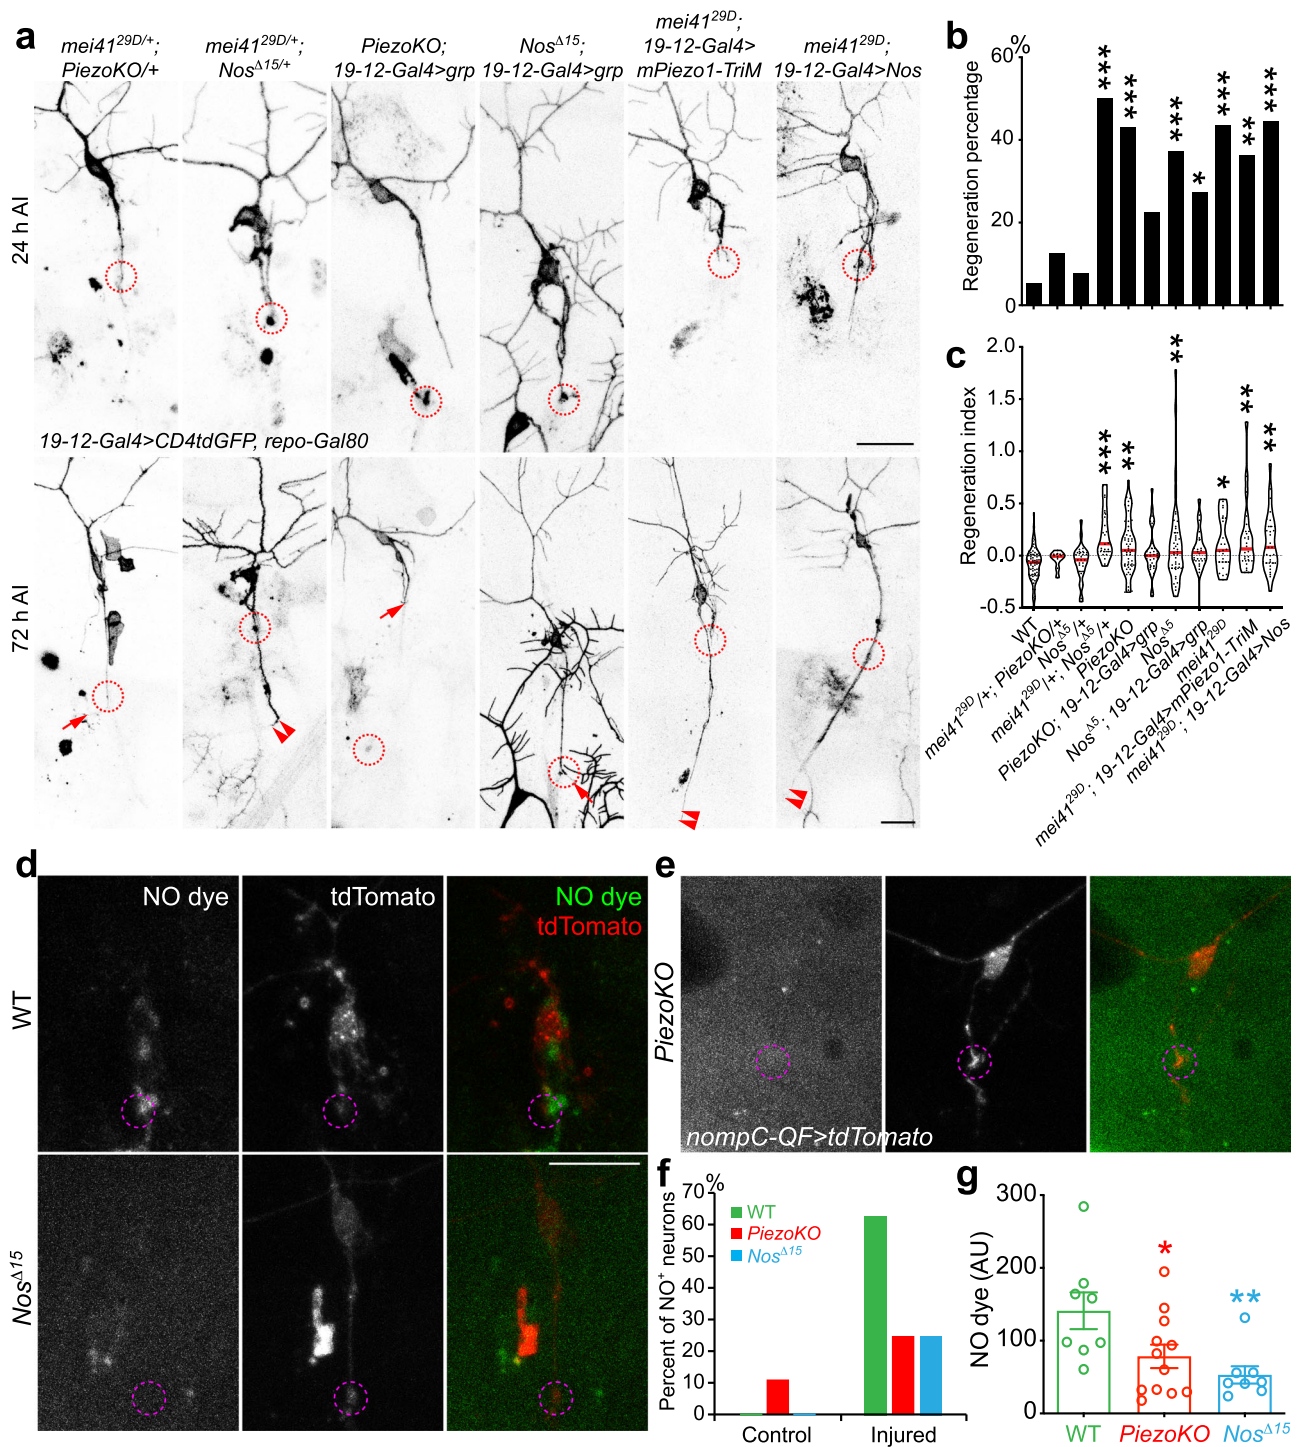 a
mei41^29D/+;
PiezoKO/+
mei41^29D/+;
Nos^Δ15/+
PiezoKO;
19-12-Gal4>grp
Nos^Δ15;
19-12-Gal4>grp
mei41^29D;
19-12-Gal4>
mPiezo1-TriM
mei41^29D;
19-12-Gal4>Nos
24 h AI
19-12-Gal4>CD4tdGFP, repo-Gal80
72 h AI
b
%
Regeneration percentage
60
40
20
0
***
***
***
*
***
**
***
c
Regeneration index
2.0
1.5
1.0
0.5
0.0
-0.5
***
**
**
*
**
**
WT
mei41^29D/+; PiezoKO/+
Nos^Δ5/+
mei41^29D/+; Nos^Δ5/+
PiezoKO
PiezoKO; 19-12-Gal4>grp
Nos^Δ5
Nos^Δ5; 19-12-Gal4>grp
mei41^29D
mei41^29D; 19-12-Gal4>mPiezo1-TriM
mei41^29D; 19-12-Gal4>Nos
d
NO dye
tdTomato
NO dye
tdTomato
WT
Nos^Δ15
e
PiezoKO
nompC-QF>tdTomato
f
%
Percent of NO⁺ neurons
70
60
50
40
30
20
10
0
WT
PiezoKO
Nos^Δ15
Control
Injured
g
NO dye (AU)
300
200
100
0
*
**
WT
PiezoKO
Nos^Δ15